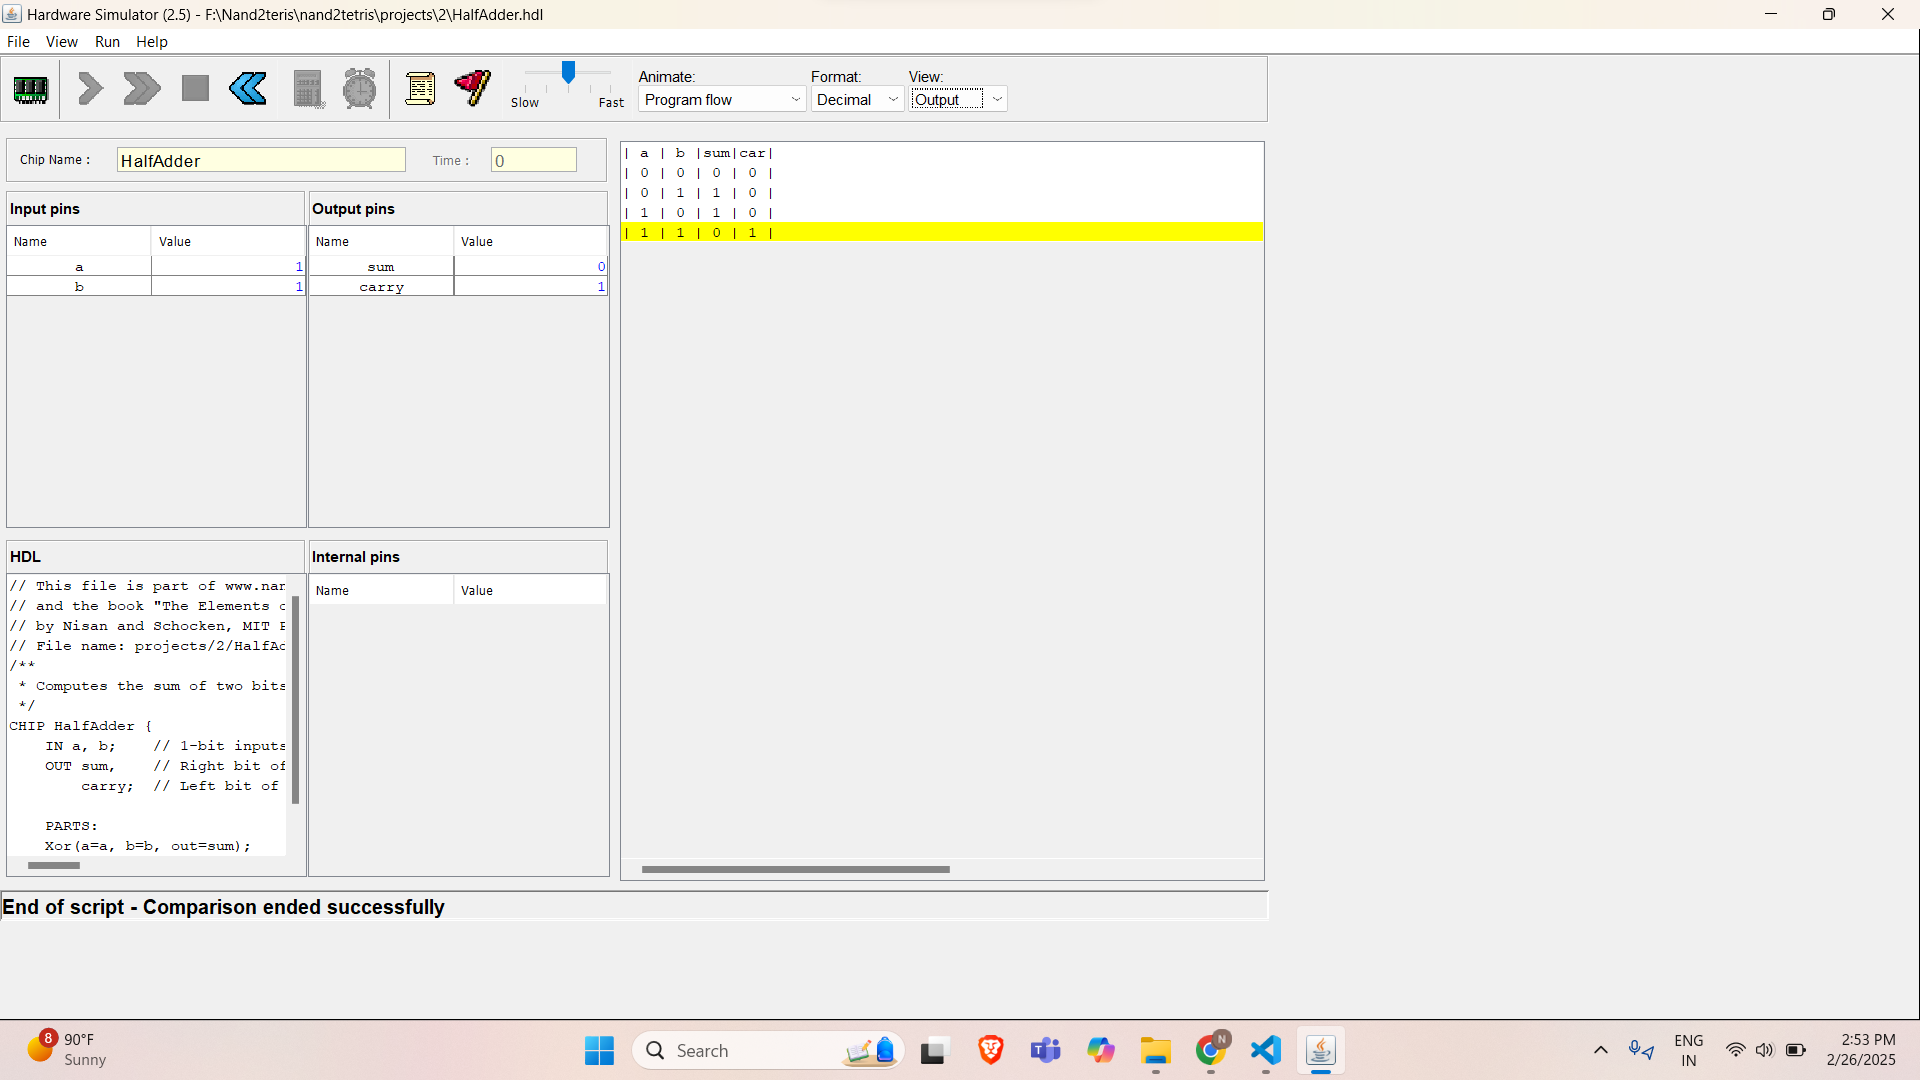 Hardware Simulator (2.5) - F:\Nand2teris\nand2tetris\projects\2\HalfAdder.hdl
File View Run Help
Animate: Format: View:
Slow Fast Program flow Decimal Output
Chip Name : HalfAdder Time : 0
Input pins
Name Value
a 1
b 1
Output pins
Name Value
sum 0
carry 1
HDL
// This file is part of www.nan
// and the book "The Elements o
// by Nisan and Schocken, MIT P
// File name: projects/2/HalfAd
/**
 * Computes the sum of two bits
 */
CHIP HalfAdder {
    IN a, b;    // 1-bit inputs
    OUT sum,    // Right bit of
        carry;  // Left bit of
    PARTS:
    Xor(a=a, b=b, out=sum);
Internal pins
Name Value
| a | b |sum|car|
| 0 | 0 | 0 | 0 |
| 0 | 1 | 1 | 0 |
| 1 | 0 | 1 | 0 |
| 1 | 1 | 0 | 1 |
End of script - Comparison ended successfully
8
90°F
Sunny
Search
N
ENG
IN
2:53 PM
2/26/2025